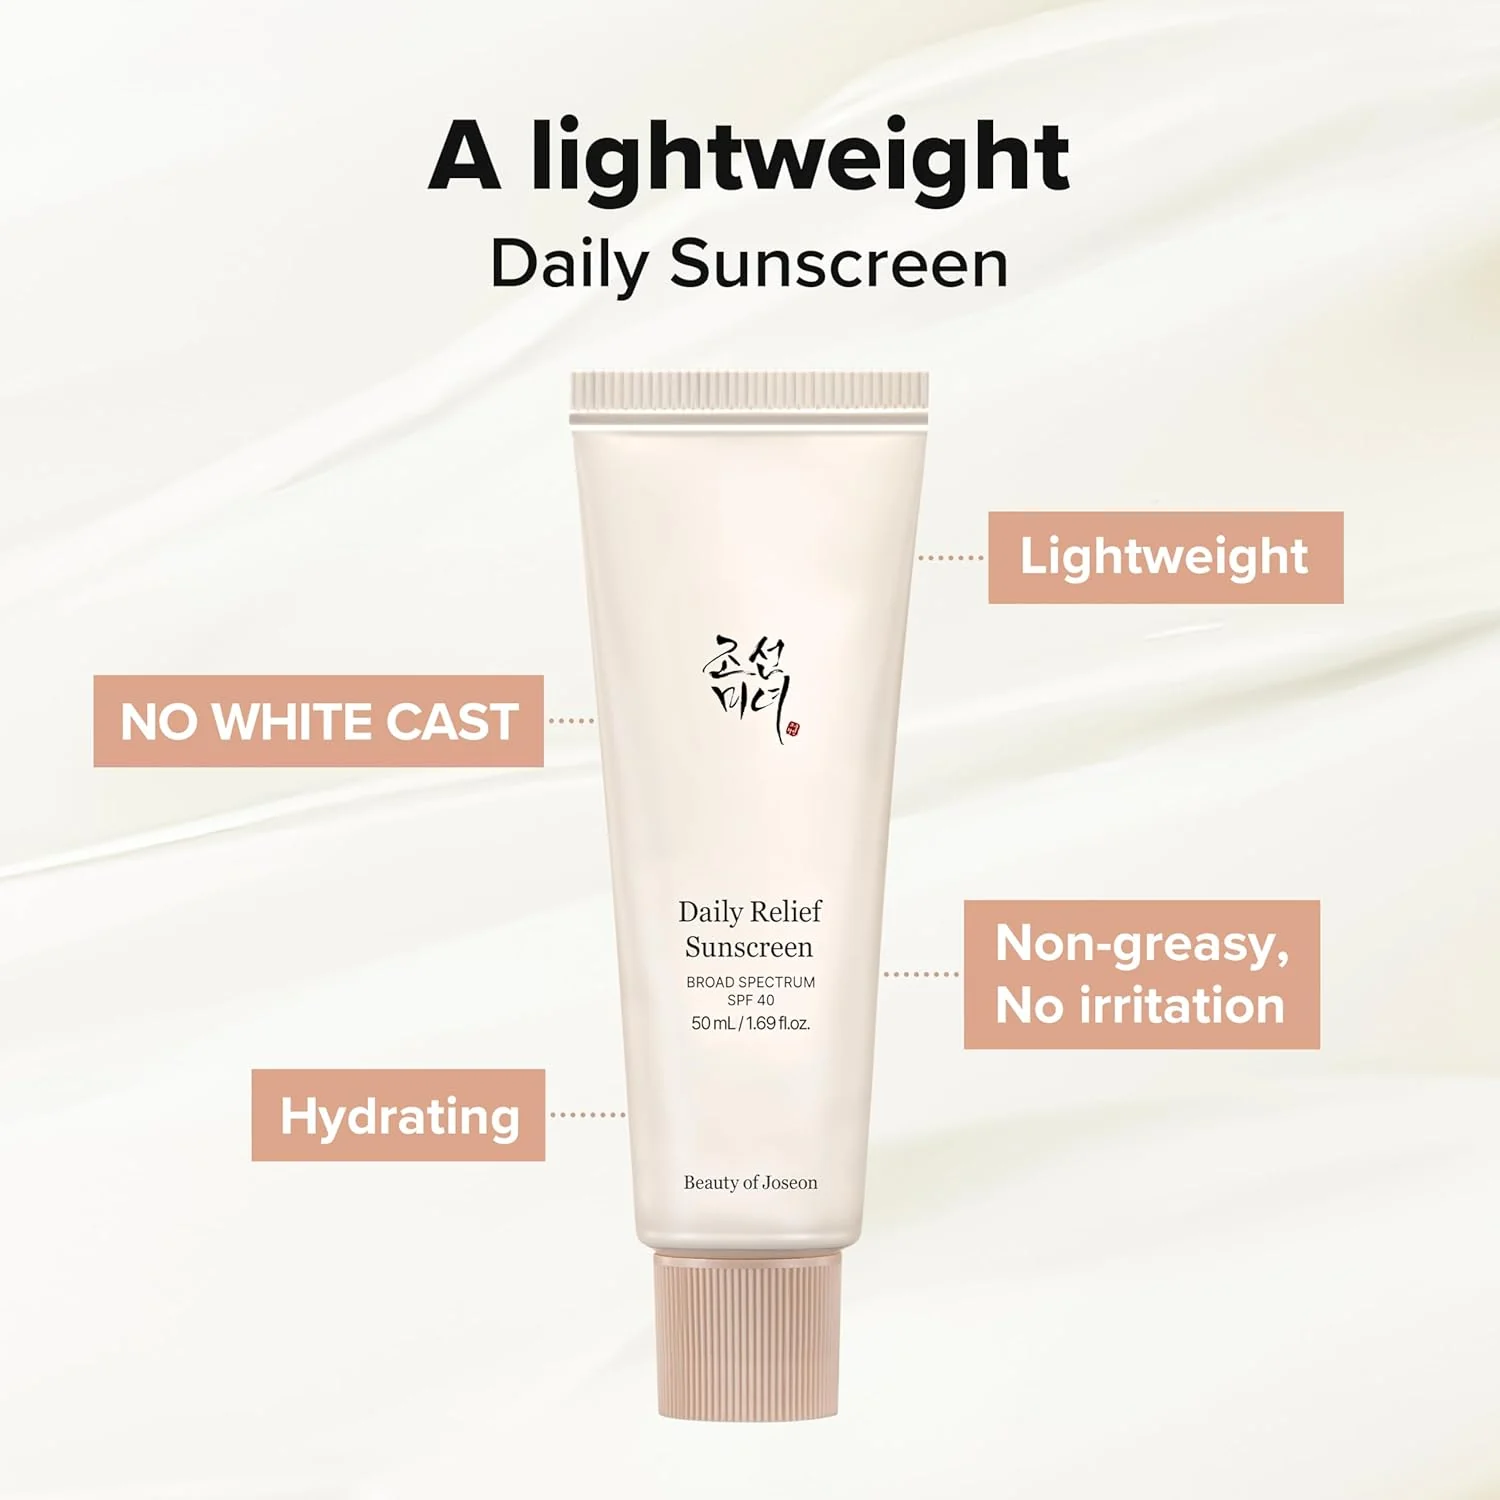 A lightweight
Daily Sunscreen
Lightweight
조선
미녀
NO WHITE CAST
Daily Relief
Sunscreen
BROAD SPECTRUM
SPF 40
50 mL / 1.69 fl.oz.
Non-greasy,
No irritation
Hydrating
Beauty of Joseon